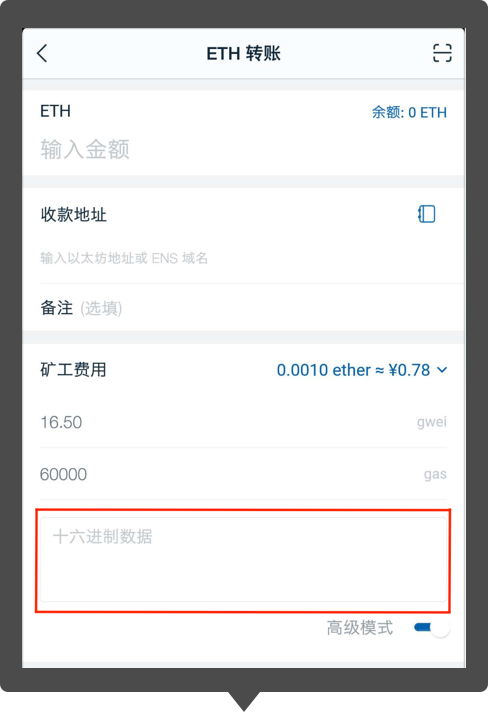 ETH 转账
ETH 余额: 0 ETH
输入金额
收款地址
输入以太坊地址或 ENS 域名
备注 (选填)
矿工费用 0.0010 ether ≈ ¥0.78
16.50 gwei
60000 gas
十六进制数据
高级模式